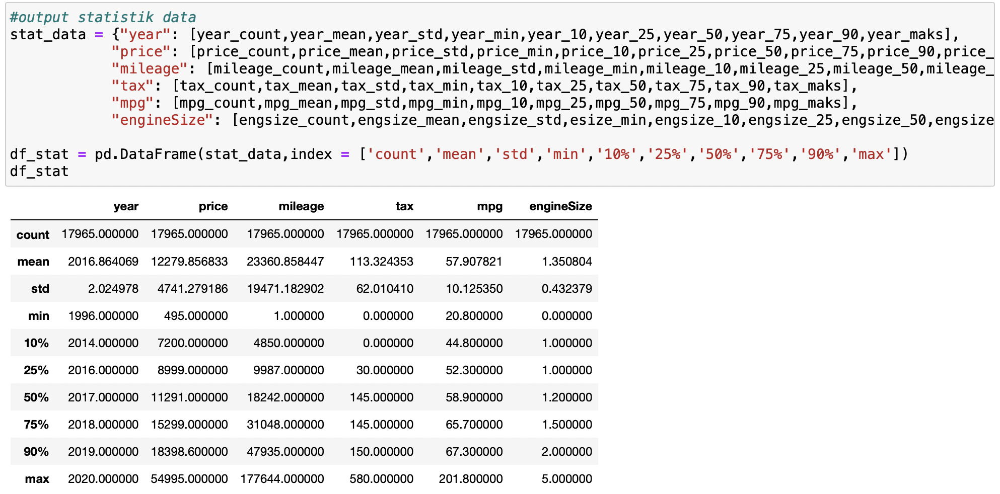 #output statistik data
stat_data = {"year": [year_count,year_mean,year_std,year_min,year_10,year_25,year_50,year_75,year_90,year_maks],
"price": [price_count,price_mean,price_std,price_min,price_10,price_25,price_50,price_75,price_90,price_
"mileage": [mileage_count,mileage_mean,mileage_std,mileage_min,mileage_10,mileage_25,mileage_50,mileage_
"tax": [tax_count,tax_mean,tax_std,tax_min,tax_10,tax_25,tax_50,tax_75,tax_90,tax_maks],
"mpg": [mpg_count,mpg_mean,mpg_std,mpg_min,mpg_10,mpg_25,mpg_50,mpg_75,mpg_90,mpg_maks],
"engineSize": [engsize_count,engsize_mean,engsize_std,esize_min,engsize_10,engsize_25,engsize_50,engsize
df_stat = pd.DataFrame(stat_data,index = ['count','mean','std','min','10%','25%','50%','75%','90%','max'])
df_stat
year price mileage tax mpg engineSize
count 17965.000000 17965.000000 17965.000000 17965.000000 17965.000000 17965.000000
mean 2016.864069 12279.856833 23360.858447 113.324353 57.907821 1.350804
std 2.024978 4741.279186 19471.182902 62.010410 10.125350 0.432379
min 1996.000000 495.000000 1.000000 0.000000 20.800000 0.000000
10% 2014.000000 7200.000000 4850.000000 0.000000 44.800000 1.000000
25% 2016.000000 8999.000000 9987.000000 30.000000 52.300000 1.000000
50% 2017.000000 11291.000000 18242.000000 145.000000 58.900000 1.200000
75% 2018.000000 15299.000000 31048.000000 145.000000 65.700000 1.500000
90% 2019.000000 18398.600000 47935.000000 150.000000 67.300000 2.000000
max 2020.000000 54995.000000 177644.000000 580.000000 201.800000 5.000000